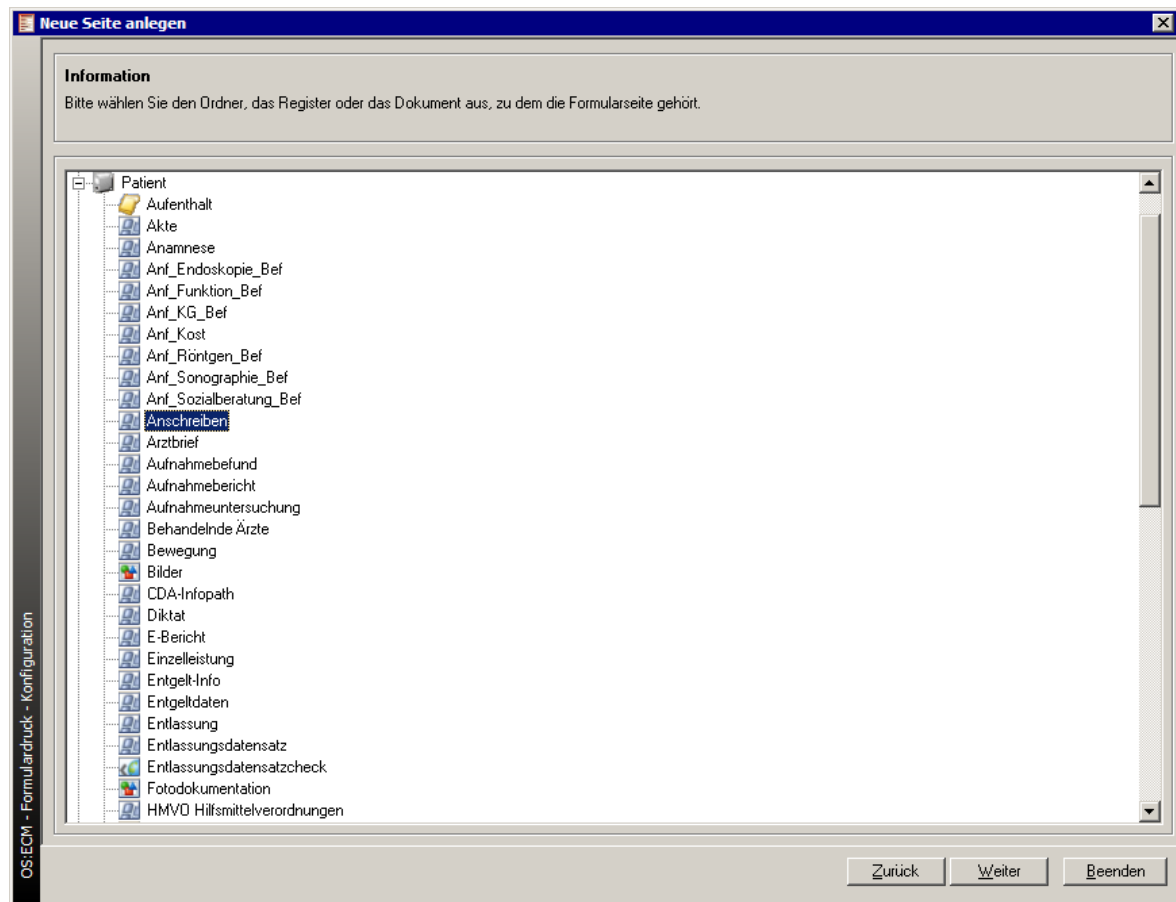 Neue Seite anlegen
Information
Bitte wählen Sie den Ordner, das Register oder das Dokument aus, zu dem die Formularseite gehört.
Patient
Aufenthalt
Akte
Anamnese
Anf_Endoskopie_Bef
Anf_Funktion_Bef
Anf_KG_Bef
Anf_Kost
Anf_Röntgen_Bef
Anf_Sonographie_Bef
Anf_Sozialberatung_Bef
Anschreiben
Arztbrief
Aufnahmebefund
Aufnahmebericht
Aufnahmeuntersuchung
Behandelnde Ärzte
Bewegung
Bilder
CDA-Infopath
Diktat
E-Bericht
Einzelleistung
Entgelt-Info
Entgeltdaten
Entlassung
Entlassungsdatensatz
Entlassungsdatensatzcheck
Fotodokumentation
HMVO Hilfsmittelverordnungen
OS:ECM - Formulardruck - Konfiguration
Zurück Weiter Beenden